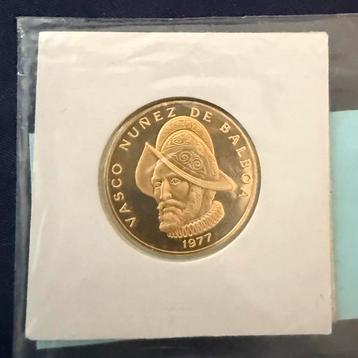 VASCO NUÑEZ DE BALBOA
1977